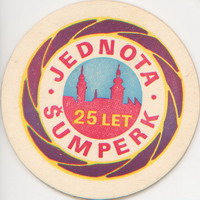 JEDNOTA
25 LET
ŠUMPERK